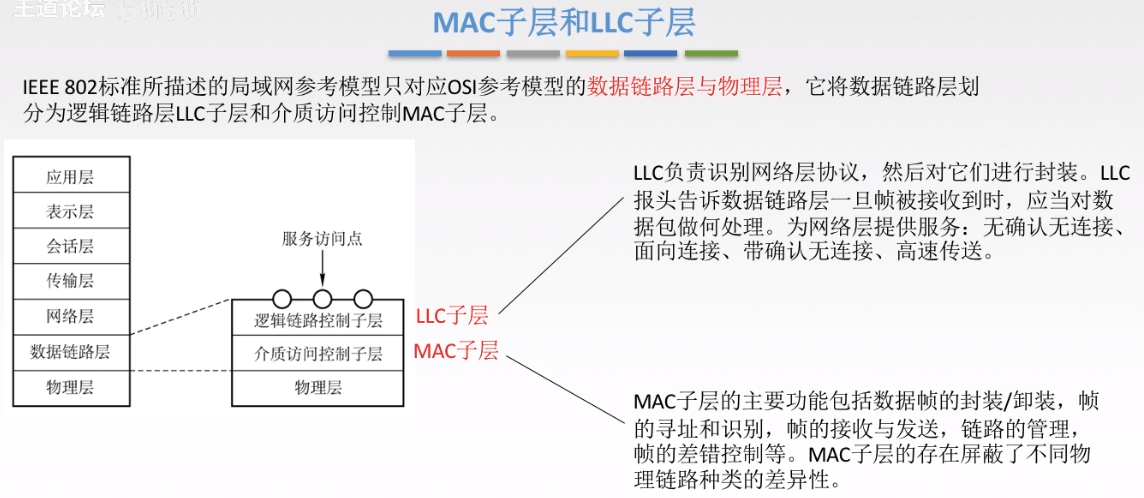 王道论坛
MAC子层和LLC子层
IEEE 802标准所描述的局域网参考模型只对应OSI参考模型的数据链路层与物理层，它将数据链路层划
分为逻辑链路层LLC子层和介质访问控制MAC子层。
应用层
表示层
会话层
传输层
网络层
数据链路层
物理层
服务访问点
逻辑链路控制子层
介质访问控制子层
物理层
LLC子层
MAC子层
LLC负责识别网络层协议，然后对它们进行封装。LLC
报头告诉数据链路层一旦帧被接收到时，应当对数
据包做何处理。为网络层提供服务：无确认无连接、
面向连接、带确认无连接、高速传送。
MAC子层的主要功能包括数据帧的封装/卸装，帧
的寻址和识别，帧的接收与发送，链路的管理，
帧的差错控制等。MAC子层的存在屏蔽了不同物
理链路种类的差异性。